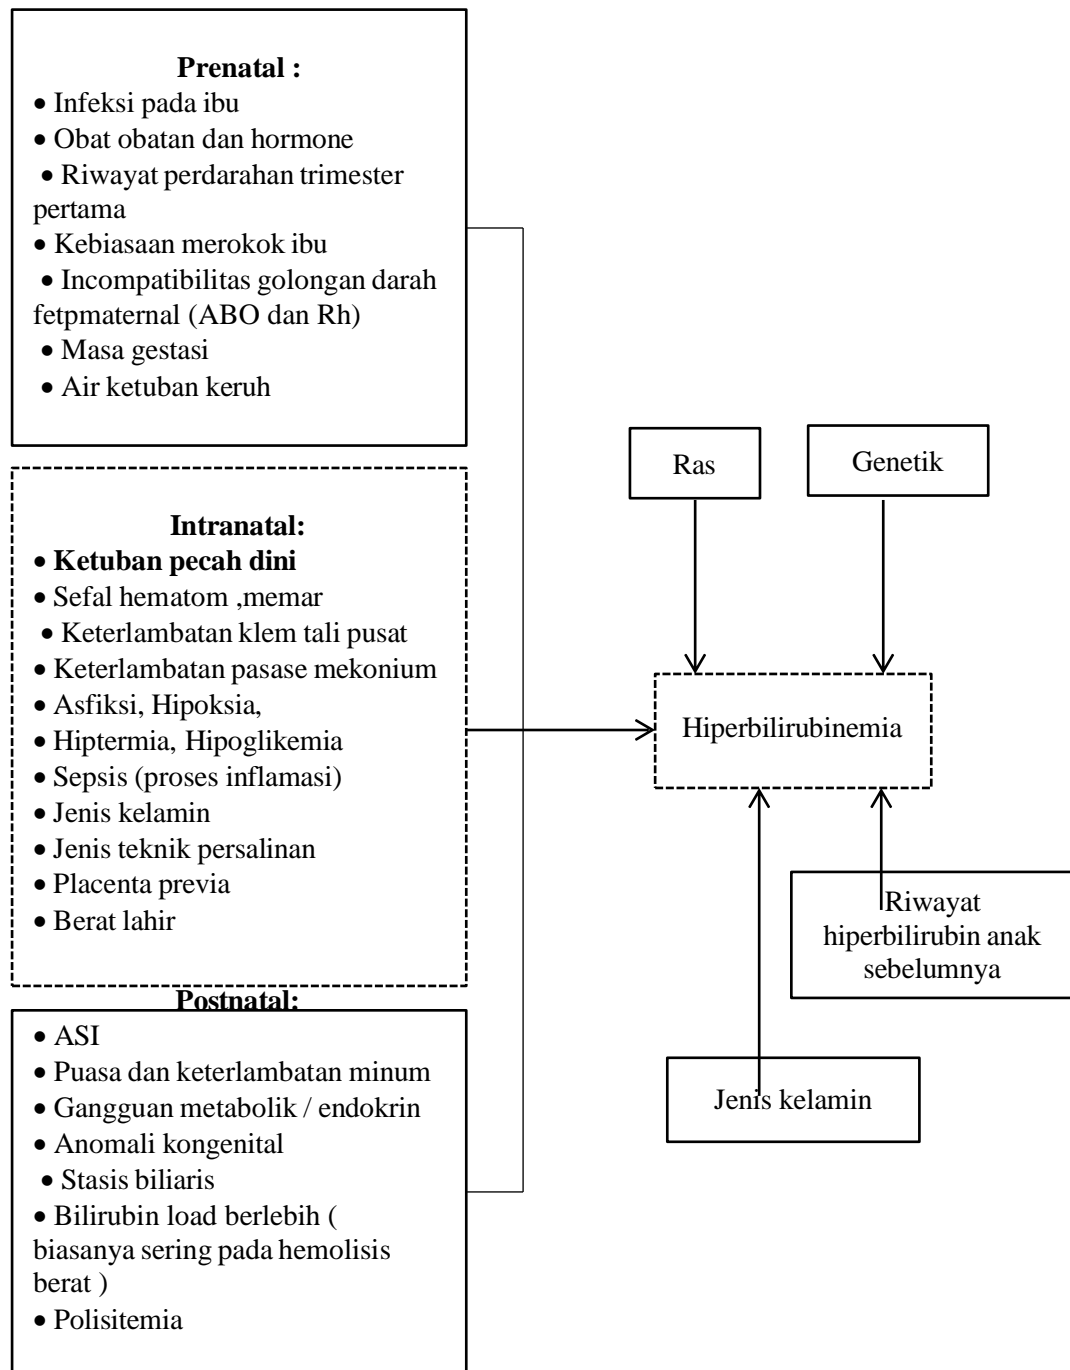 Prenatal :
• Infeksi pada ibu
• Obat obatan dan hormone
• Riwayat perdarahan trimester
pertama
• Kebiasaan merokok ibu
• Incompatibilitas golongan darah
fetpmaternal (ABO dan Rh)
• Masa gestasi
• Air ketuban keruh
Intranatal:
• Ketuban pecah dini
• Sefal hematom ,memar
• Keterlambatan klem tali pusat
• Keterlambatan pasase mekonium
• Asfiksi, Hipoksia,
• Hiptermia, Hipoglikemia
• Sepsis (proses inflamasi)
• Jenis kelamin
• Jenis teknik persalinan
• Placenta previa
• Berat lahir
Postnatal:
• ASI
• Puasa dan keterlambatan minum
• Gangguan metabolik / endokrin
• Anomali kongenital
• Stasis biliaris
• Bilirubin load berlebih (
biasanya sering pada hemolisis
berat )
• Polisitemia
Ras
Genetik
Hiperbilirubinemia
Riwayat
hiperbilirubin anak
sebelumnya
Jenis kelamin